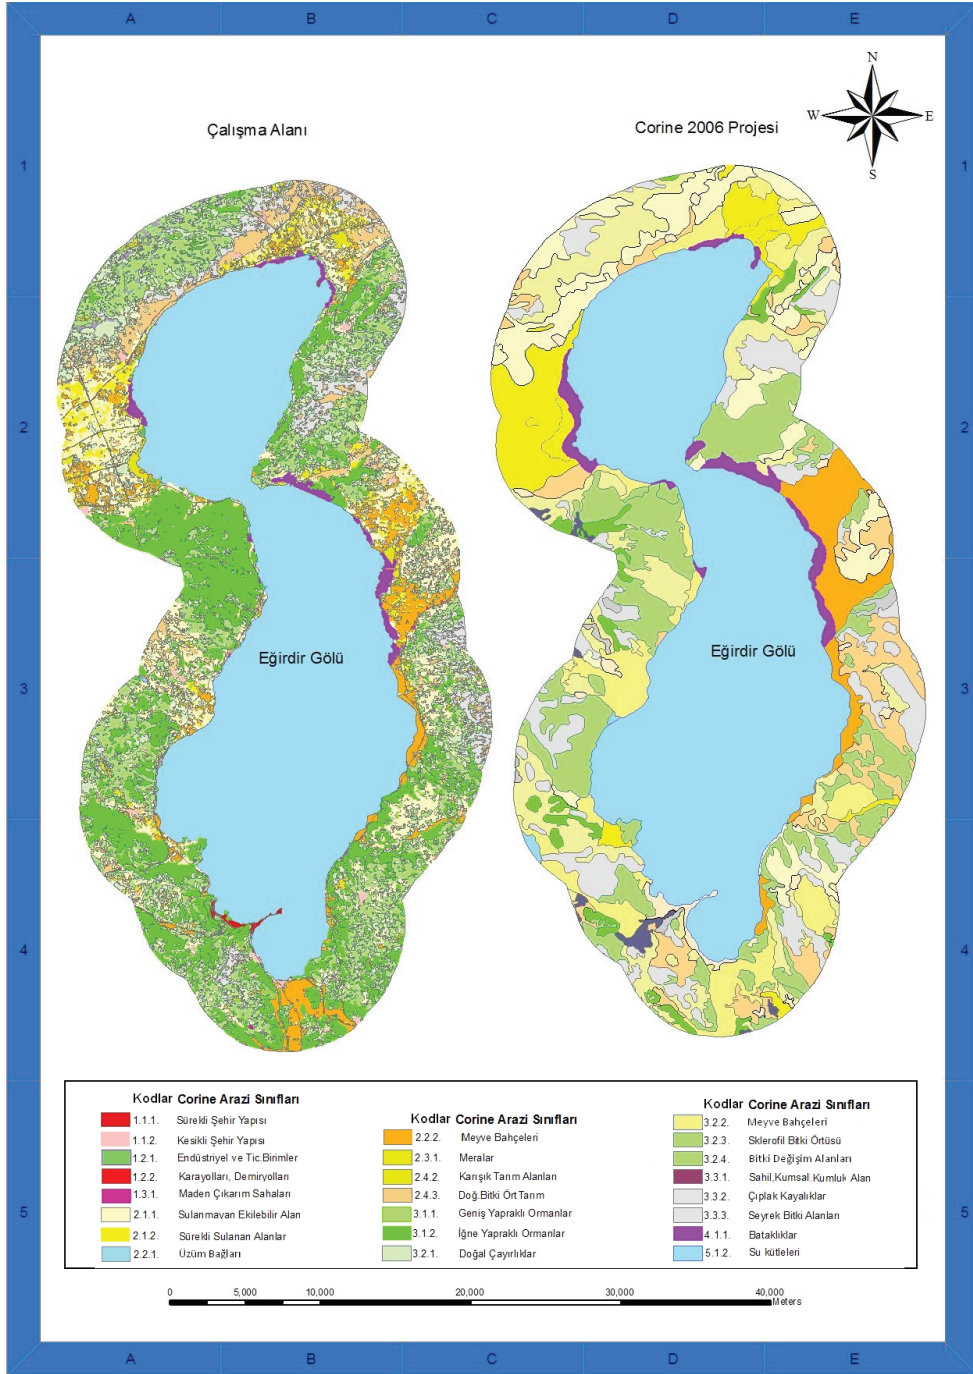 A B C D E
N
W E
S
Çalışma Alanı
Corine 2006 Projesi
1 1
2 2
Eğirdir Gölü
Eğirdir Gölü
3 3
4 4
Kodlar Corine Arazi Sınıfları
1.1.1. Sürekli Şehir Yapısı
1.1.2. Kesikli Şehir Yapısı
1.2.1. Endüstriyel ve Tic.Birimler
1.2.2. Karayolları, Demiryolları
1.3.1. Maden Çıkarım Sahaları
2.1.1. Sulanmayan Ekilebilir Alan
2.1.2. Sürekli Sulanan Alanlar
2.2.1. Üzüm Bağları
Kodlar Corine Arazi Sınıfları
2.2.2. Meyve Bahçeleri
2.3.1. Meralar
2.4.2. Karışık Tarım Alanları
2.4.3. Doğ.Bitki Ört Tarım
3.1.1. Geniş Yapraklı Ormanlar
3.1.2. İğne Yapraklı Ormanlar
3.2.1. Doğal Çayırlıklar
Kodlar Corine Arazi Sınıfları
3.2.2. Meyve Bahçeleri
3.2.3. Sklerofil Bitki Örtüsü
3.2.4. Bitki Değişim Alanları
3.3.1. Sahil,Kumsal.Kumluk Alan
3.3.2. Çıplak Kayalıklar
3.3.3. Seyrek Bitki Alanları
4.1.1. Bataklıklar
5.1.2. Su kütleleri
5 5
0 5,000 10,000 20,000 30,000 40,000
Meters
A B C D E